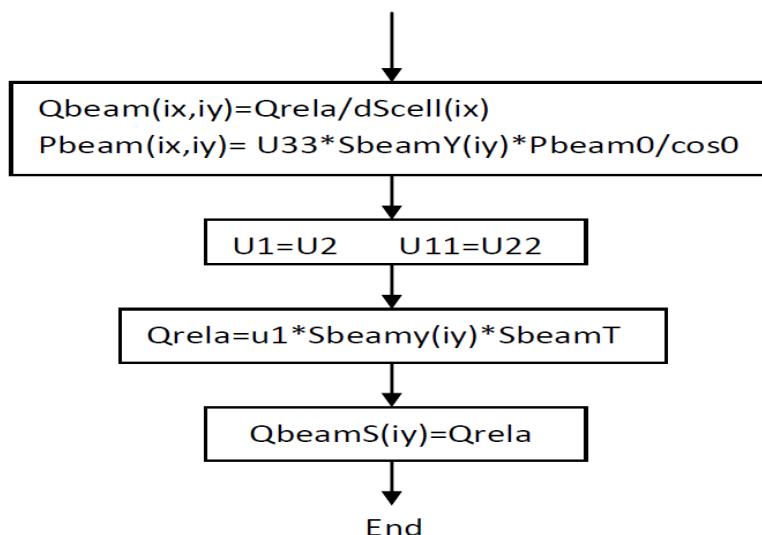 Qbeam(ix,iy)=Qrela/dScell(ix)
Pbeam(ix,iy)= U33*SbeamY(iy)*Pbeam0/cos0
U1=U2 U11=U22
Qrela=u1*Sbeamy(iy)*SbeamT
QbeamS(iy)=Qrela
End